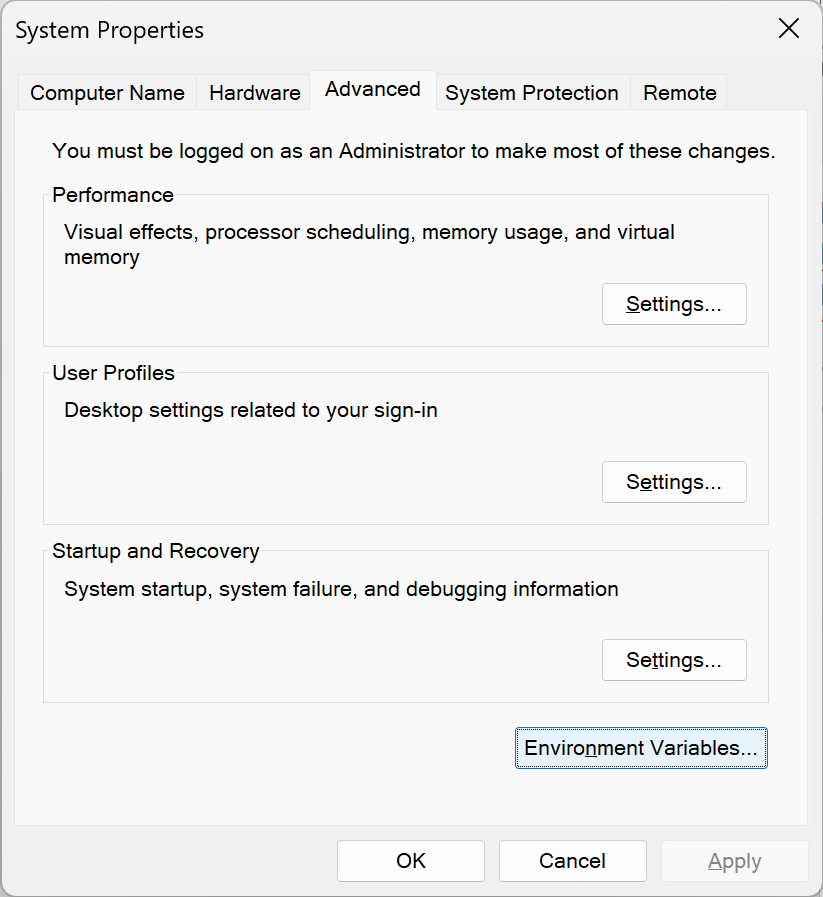 System Properties
Computer Name
Hardware
Advanced
System Protection
Remote
You must be logged on as an Administrator to make most of these changes.
Performance
Visual effects, processor scheduling, memory usage, and virtual
memory
Settings...
User Profiles
Desktop settings related to your sign-in
Settings...
Startup and Recovery
System startup, system failure, and debugging information
Settings...
Environment Variables...
OK
Cancel
Apply